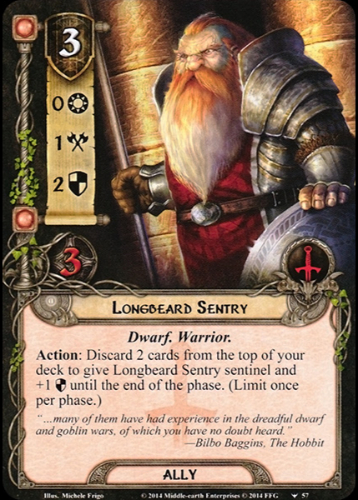 3
0
1
2
3
Longbeard Sentry
Dwarf. Warrior.
Action: Discard 2 cards from the top of your
deck to give Longbeard Sentry sentinel and
+1 until the end of the phase. (Limit once
per phase.)
“...many of them have had experience in the dreadful dwarf
and goblin wars, of which you have no doubt heard.”
—Bilbo Baggins, The Hobbit
ALLY
Illus. Michele Frigo © 2014 Middle-earth Enterprises © 2014 FFG 57